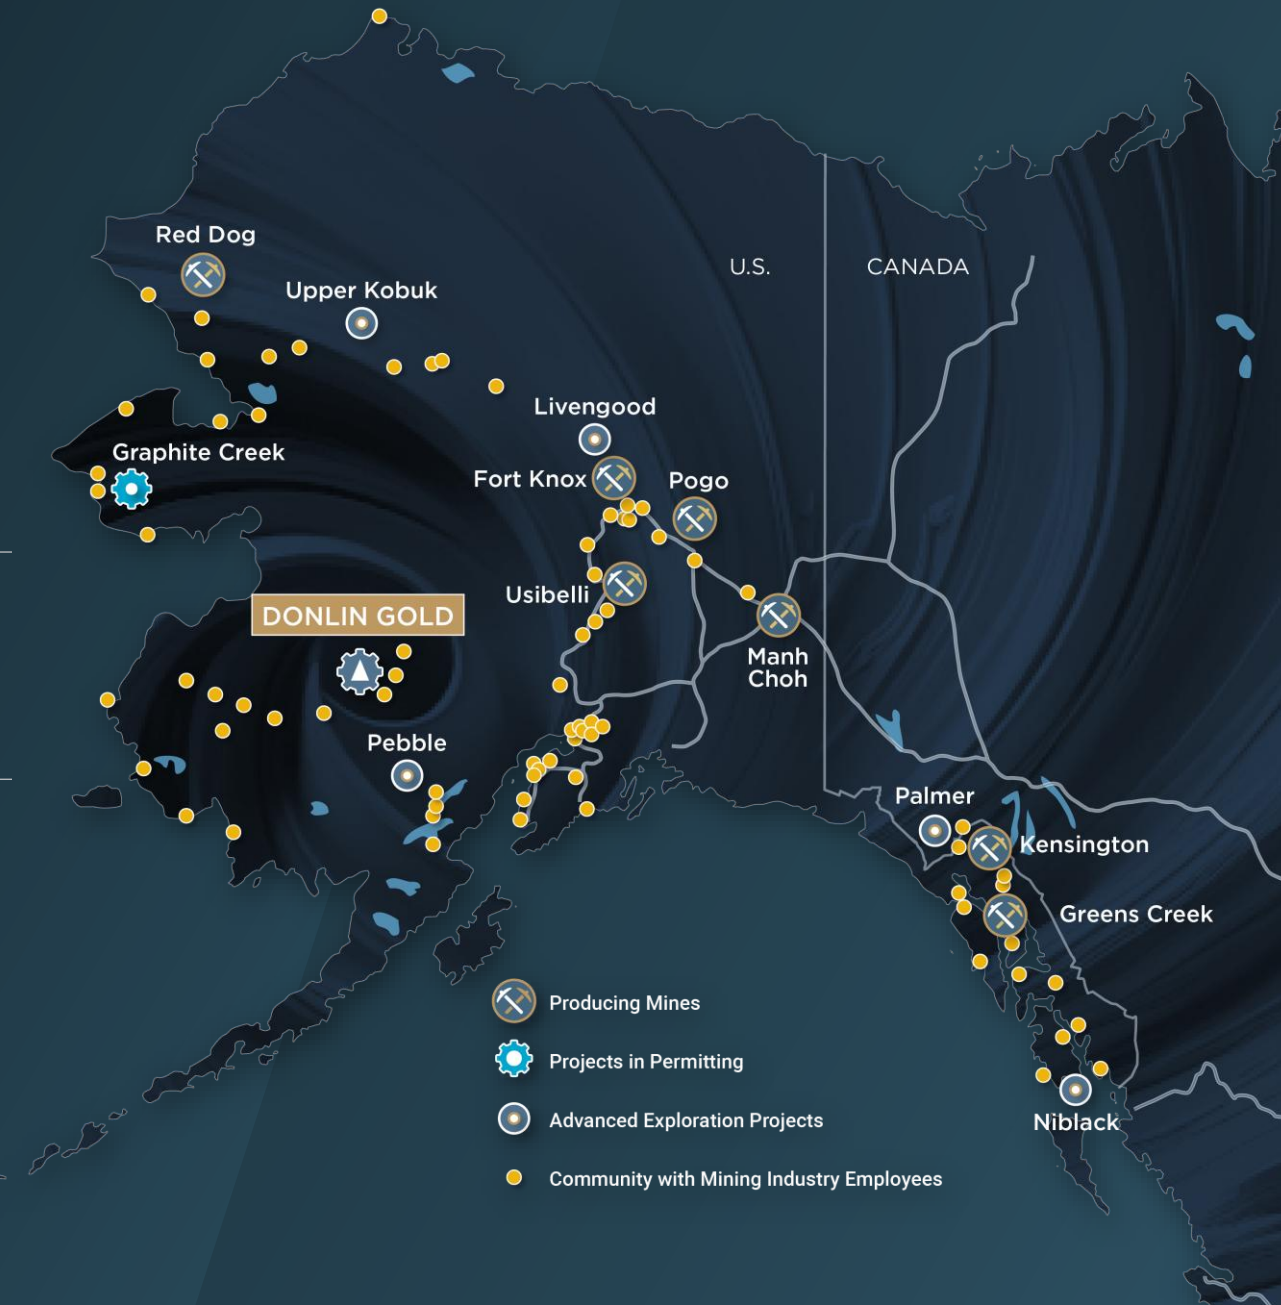 Red Dog
Upper Kobuk
U.S.
CANADA
Livengood
Graphite Creek
Fort Knox
Pogo
Usibelli
DONLIN GOLD
Manh
Choh
Pebble
Palmer
Kensington
Greens Creek
Producing Mines
Projects in Permitting
Advanced Exploration Projects
Niblack
Community with Mining Industry Employees